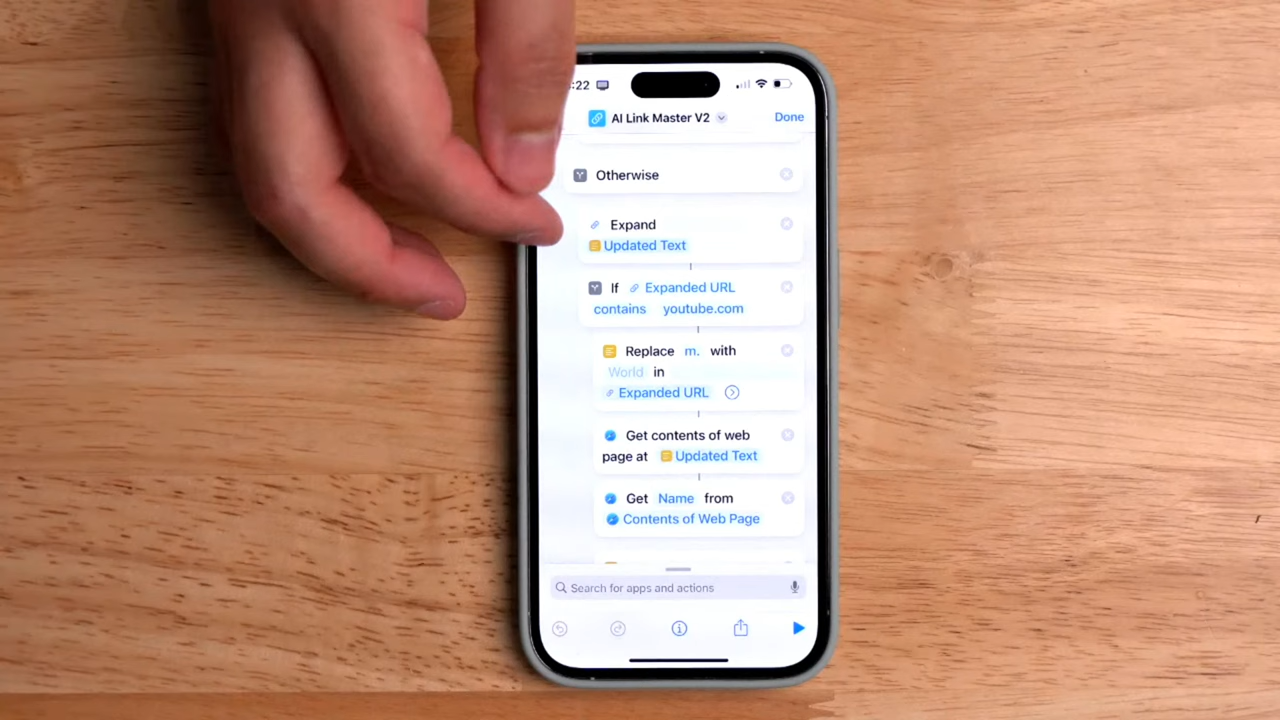 :22
AI Link Master V2
Done
Otherwise
Expand
Updated Text
If Expanded URL
contains youtube.com
Replace m. with
World in
Expanded URL
Get contents of web
page at Updated Text
Get Name from
Contents of Web Page
Search for apps and actions